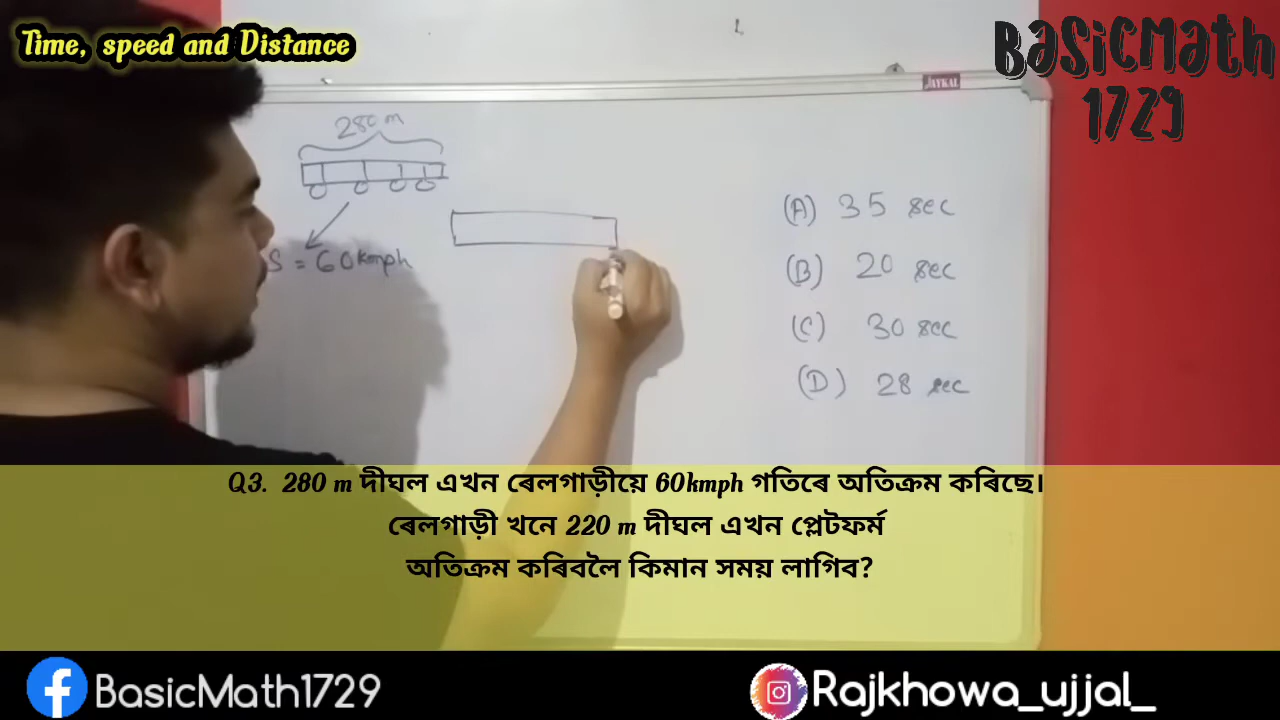 Time, speed and Distance
BasicMath
1729
JAYKAL
280 m
S = 60 kmph
(A) 35 sec
(B) 20 sec
(C) 30 sec
(D) 28 sec
Q3. 280 m দীঘল এখন ৰেলগাড়ীয়ে 60kmph গতিৰে অতিক্ৰম কৰিছে।
ৰেলগাড়ী খনে 220 m দীঘল এখন প্লেটফৰ্ম
অতিক্ৰম কৰিবলৈ কিমান সময় লাগিব?
BasicMath1729
Rajkhowa_ujjal_